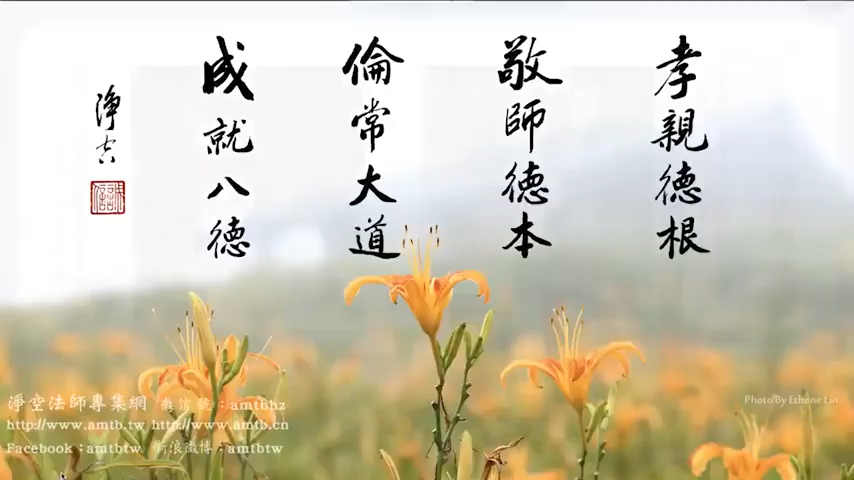 孝親德根
敬師德本
倫常大道
成就八德
淨空
淨空法師專集網 微信號：amtbhz
http://www.amtb.tw http://www.amtb.cn
Facebook：amtbtw 新浪微博：amtbtw
Photo By Ethene Lin